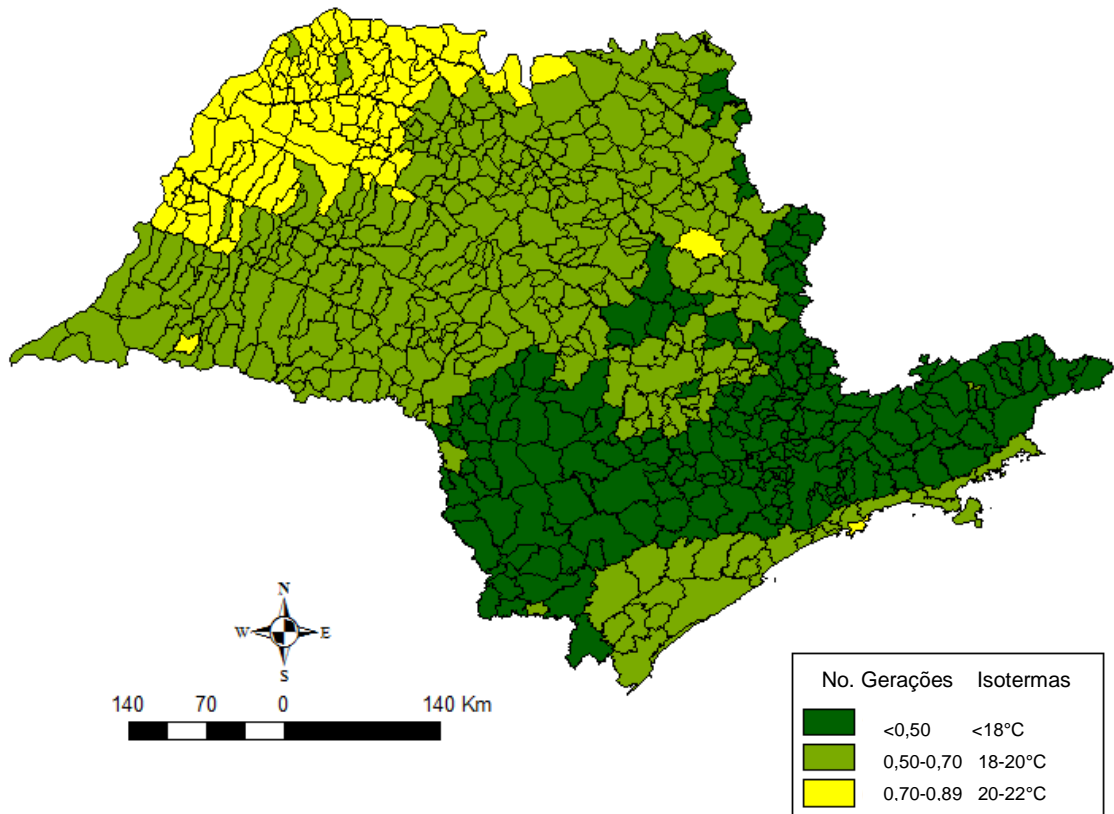 N
W E
S
140 70 0 140 Km
No. Gerações Isotermas
<0,50 <18°C
0,50-0,70 18-20°C
0,70-0,89 20-22°C